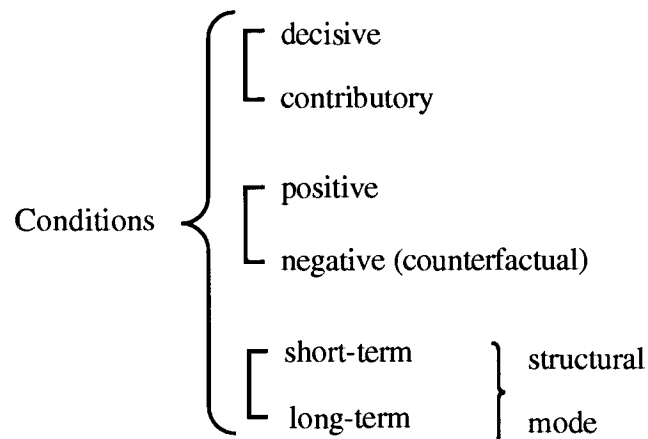 decisive
contributory
positive
Conditions
negative (counterfactual)
short-term structural
long-term mode